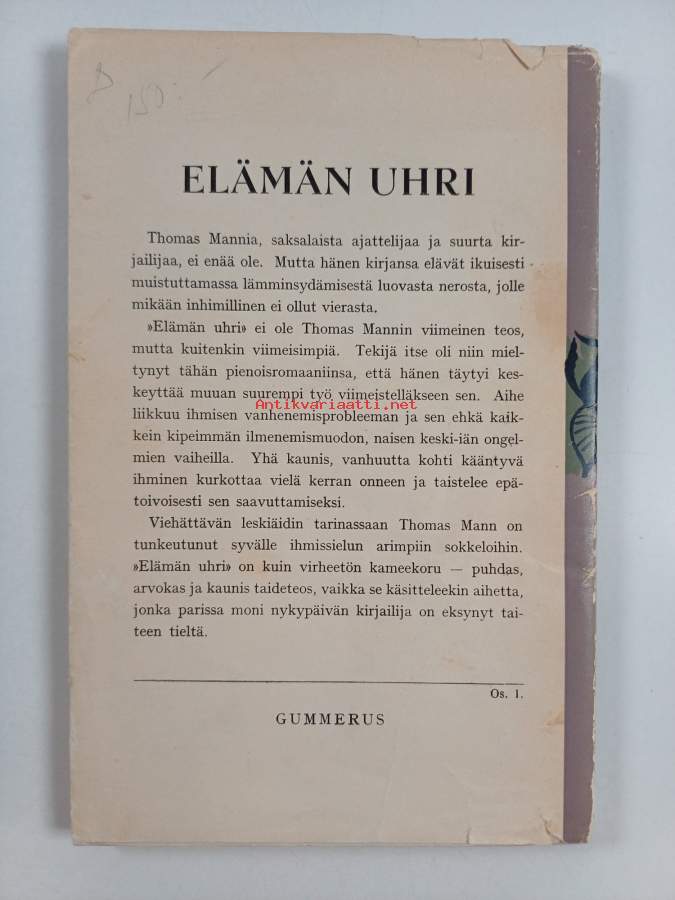 150:-
ELÄMÄN UHRI
Thomas Mannia, saksalaista ajattelijaa ja suurta kir-
jailijaa, ei enää ole. Mutta hänen kirjansa elävät ikuisesti
muistuttamassa lämminsydämisestä luovasta nerosta, jolle
mikään inhimillinen ei ollut vierasta.
»Elämän uhri» ei ole Thomas Mannin viimeinen teos,
mutta kuitenkin viimeisimpiä. Tekijä itse oli niin miel-
tynyt tähän pienoisromaaniinsa, että hänen täytyi kes-
keyttää muuan suurempi työ viimeistelläkseen sen. Aihe
Antikvariaatti.net
liikkuu ihmisen vanhenemisprobleeman ja sen ehkä kaik-
kein kipeimmän ilmenemismuodon, naisen keski-iän ongel-
mien vaiheilla. Yhä kaunis, vanhuutta kohti kääntyvä
ihminen kurkottaa vielä kerran onneen ja taistelee epä-
toivoisesti sen saavuttamiseksi.
Viehättävän leskiäidin tarinassaan Thomas Mann on
tunkeutunut syvälle ihmissielun arimpiin sokkeloihin.
»Elämän uhri» on kuin virheetön kameekoru — puhdas,
arvokas ja kaunis taideteos, vaikka se käsitteleekin aihetta,
jonka parissa moni nykypäivän kirjailija on eksynyt tai-
teen tieltä.
Os. 1.
GUMMERUS